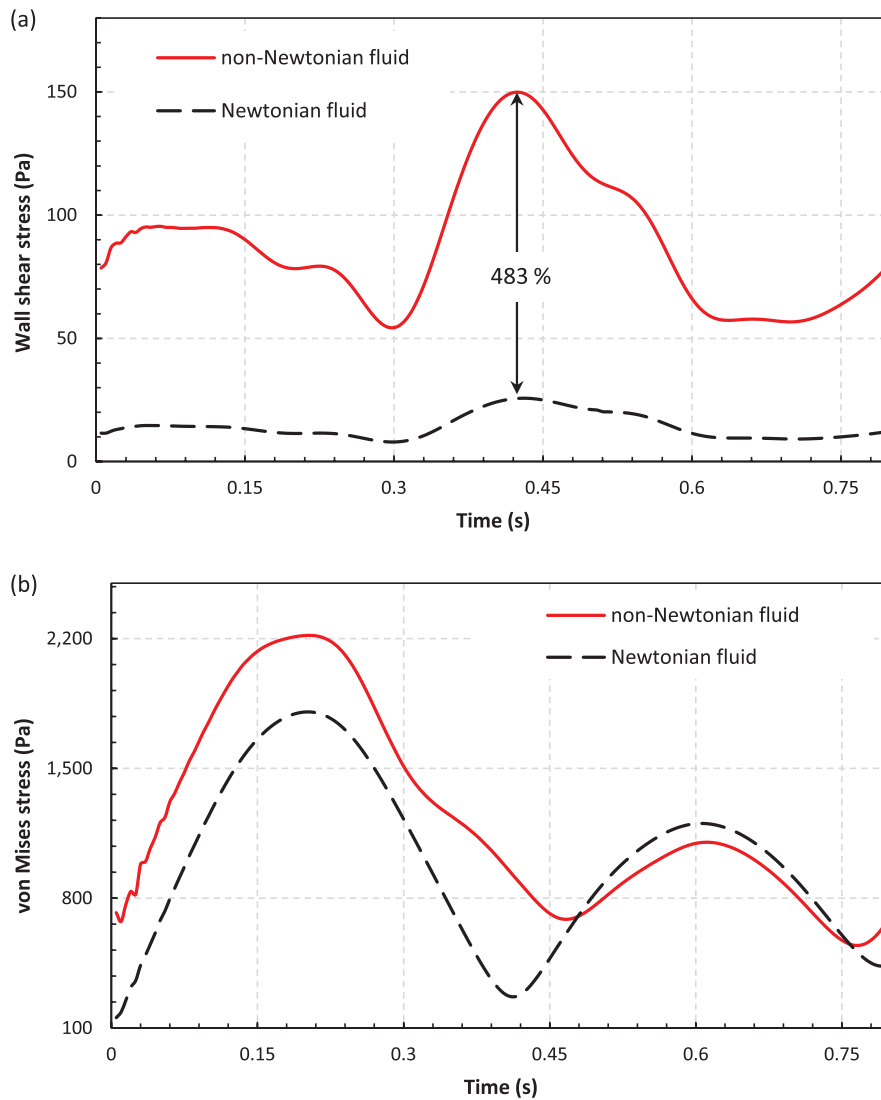 (a)
non-Newtonian fluid
Newtonian fluid
Wall shear stress (Pa)
150
100
50
0
483 %
0 0.15 0.3 0.45 0.6 0.75
Time (s)
(b)
non-Newtonian fluid
Newtonian fluid
von Mises stress (Pa)
2,200
1,500
800
100
0 0.15 0.3 0.45 0.6 0.75
Time (s)